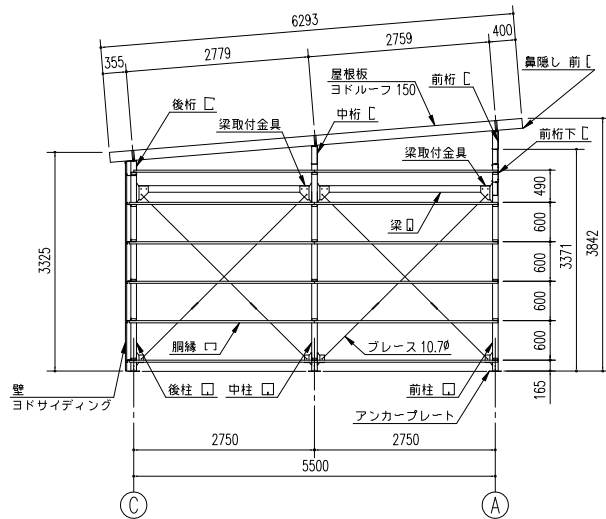 6293
355
2779
2759
400
屋根板
ヨドルーフ 150
前桁
鼻隠し 前
後桁
梁取付金具
中桁
梁取付金具
前桁下
梁
490
600
600
600
600
165
3325
3371
3842
胴縁
ブレース 10.7φ
壁
ヨドサイディング
後柱
中柱
前柱
アンカープレート
2750
2750
5500
C
A